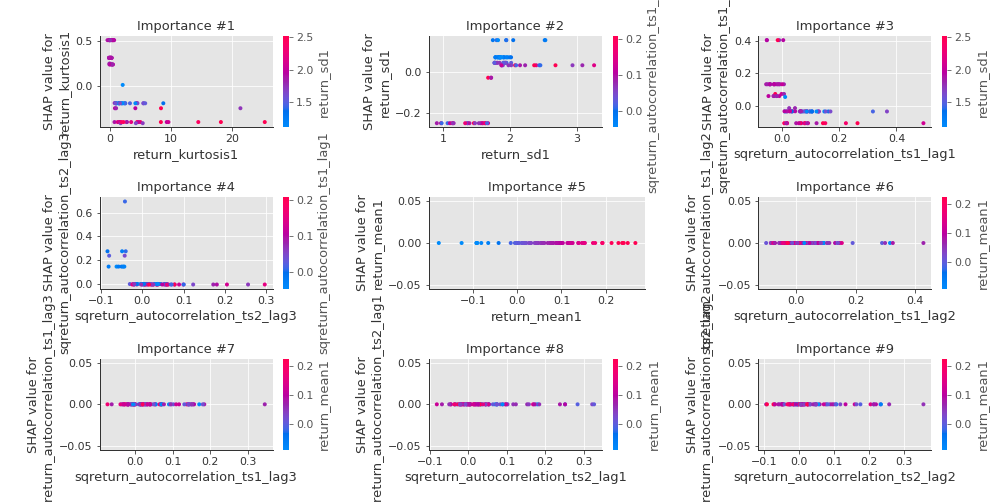 Importance #1
SHAP value for
return_kurtosis1
0.5
0.0
0
10
20
return_kurtosis1
2.5
2.0
1.5
return_sd1
Importance #2
SHAP value for
return_sd1
0.0
−0.2
1
2
3
return_sd1
0.2
0.1
0.0
sqreturn_autocorrelation_ts1_
Importance #3
SHAP value for
0.4
0.2
0.0
0.0
0.2
0.4
sqreturn_autocorrelation_ts1_lag1
2.5
2.0
1.5
return_sd1
Importance #4
SHAP value for
sqreturn_autocorrelation_ts2_lag3
0.6
0.4
0.2
0.0
−0.1
0.0
0.1
0.2
0.3
sqreturn_autocorrelation_ts2_lag3
0.2
0.1
0.0
sqreturn_autocorrelation_ts1_lag1
Importance #5
SHAP value for
return_mean1
0.05
0.00
−0.05
−0.1
0.0
0.1
0.2
return_mean1
Importance #6
SHAP value for
sqreturn_autocorrelation_ts1_lag2
0.05
0.00
−0.05
0.0
0.2
0.4
sqreturn_autocorrelation_ts1_lag2
0.2
0.1
0.0
return_mean1
Importance #7
SHAP value for
sqreturn_autocorrelation_ts1_lag3
0.05
0.00
−0.05
0.0
0.1
0.2
0.3
sqreturn_autocorrelation_ts1_lag3
0.2
0.1
0.0
return_mean1
Importance #8
SHAP value for
sqreturn_autocorrelation_ts2_lag1
0.05
0.00
−0.05
−0.1
0.0
0.1
0.2
0.3
sqreturn_autocorrelation_ts2_lag1
0.2
0.1
0.0
return_mean1
Importance #9
SHAP value for
0.05
0.00
−0.05
−0.1
0.0
0.1
0.2
0.3
sqreturn_autocorrelation_ts2_lag2
0.2
0.1
0.0
return_mean1